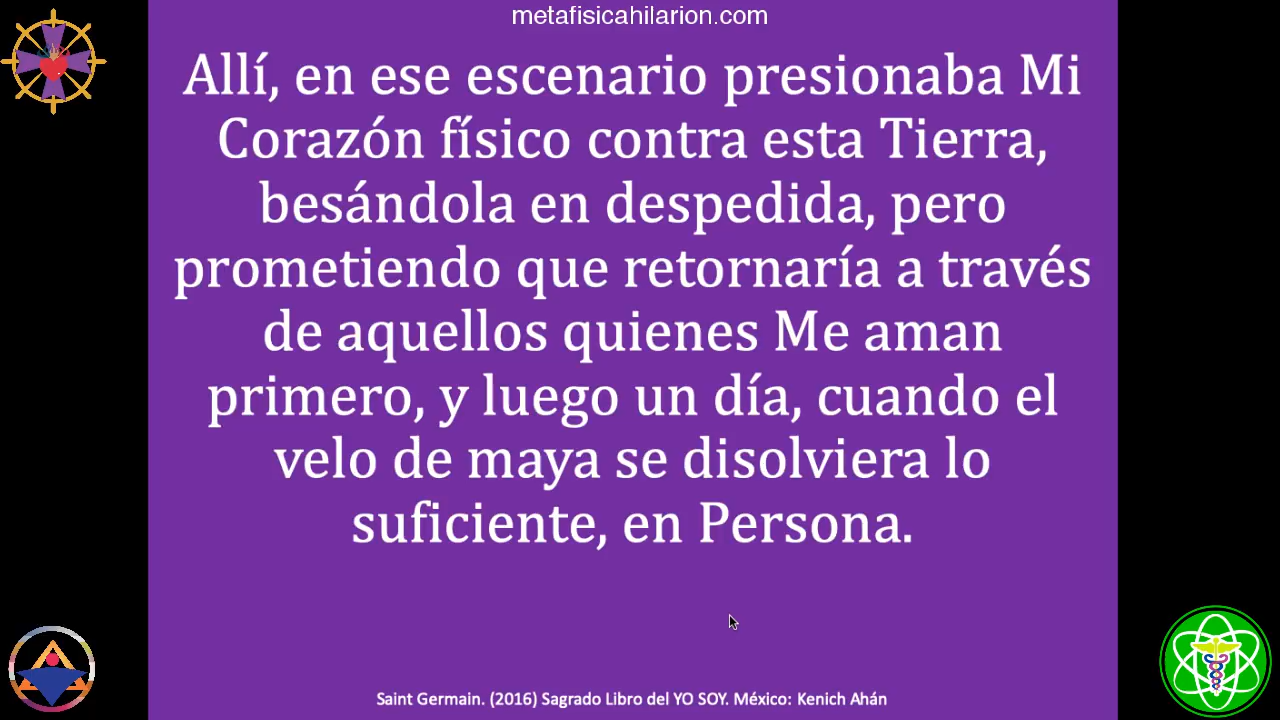 metafisicahilarion.com
Allí, en ese escenario presionaba Mi
Corazón físico contra esta Tierra,
besándola en despedida, pero
prometiendo que retornaría a través
de aquellos quienes Me aman
primero, y luego un día, cuando el
velo de maya se disolviera lo
suficiente, en Persona.
Saint Germain. (2016) Sagrado Libro del YO SOY. México: Kenich Ahán